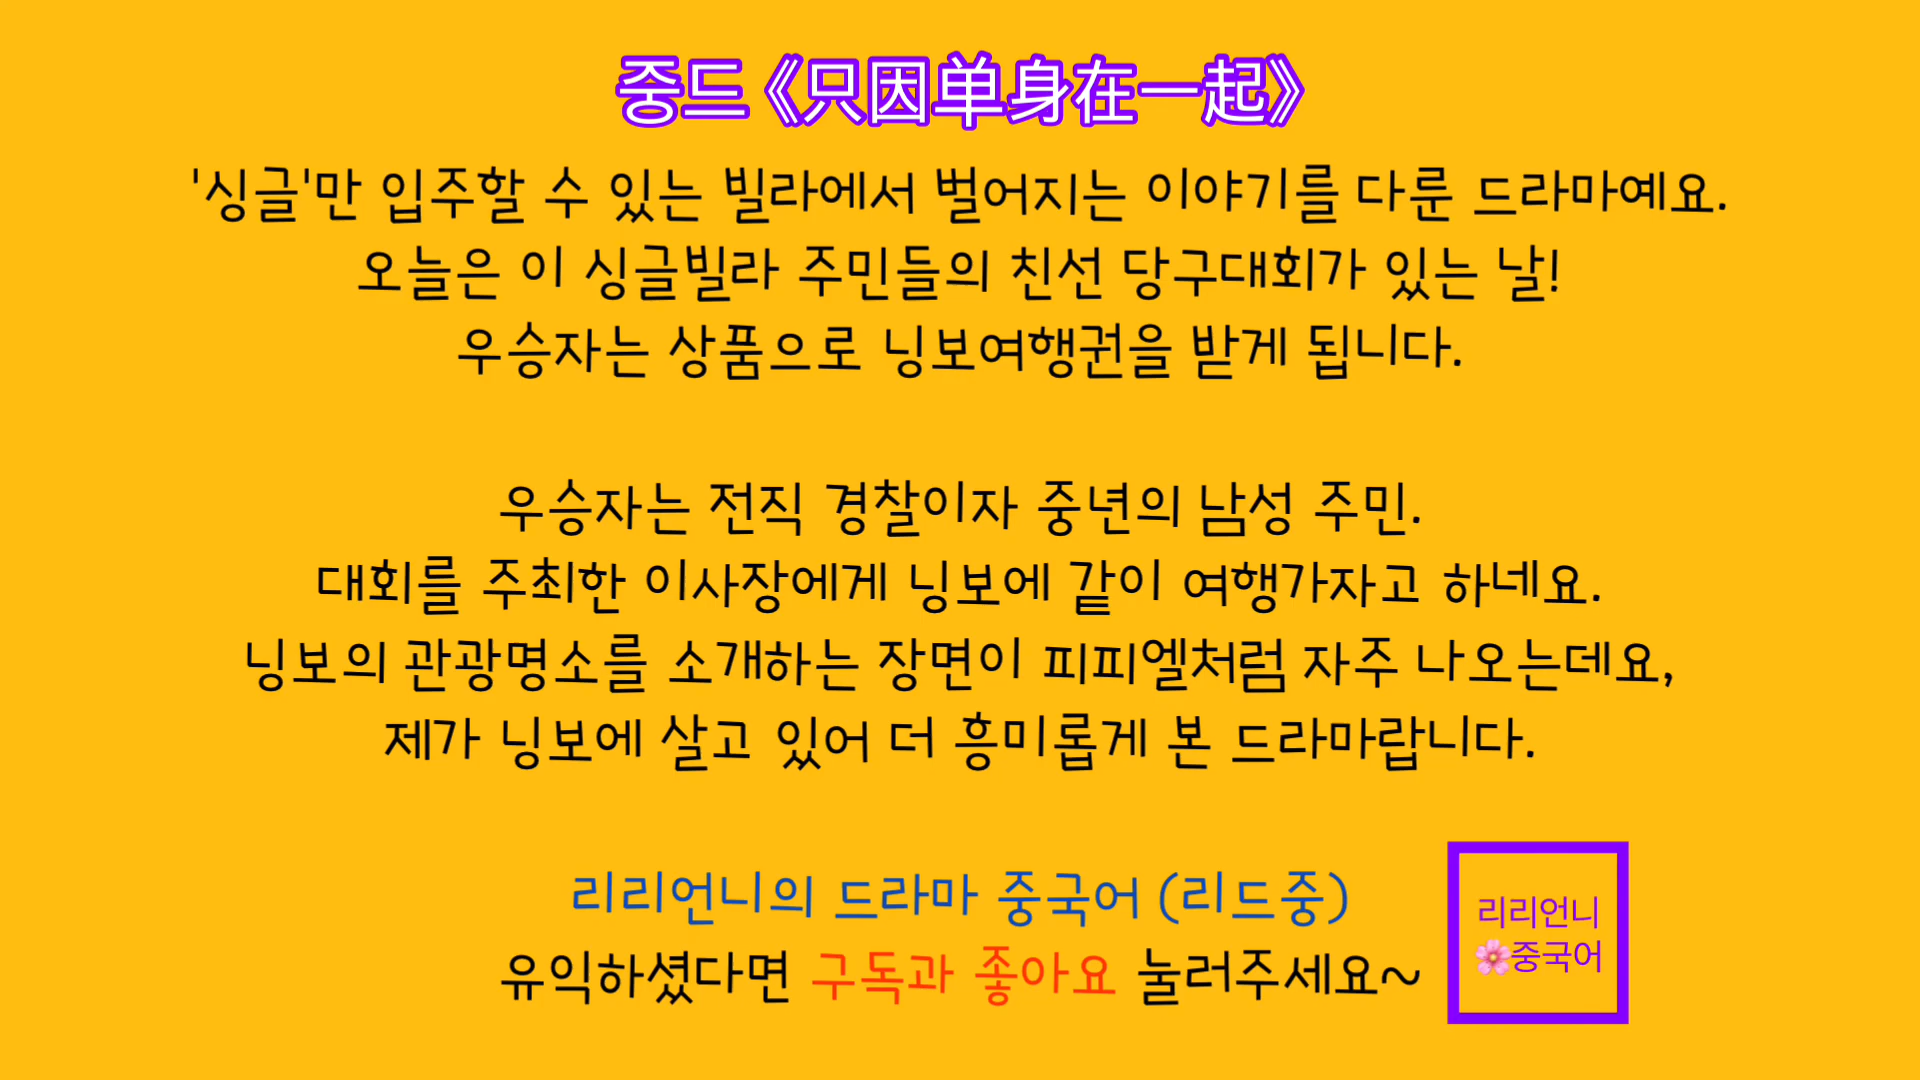 중드《只因单身在一起》
'싱글'만 입주할 수 있는 빌라에서 벌어지는 이야기를 다룬 드라마예요.
오늘은 이 싱글빌라 주민들의 친선 당구대회가 있는 날!
우승자는 상품으로 닝보여행권을 받게 됩니다.
우승자는 전직 경찰이자 중년의 남성 주민.
대회를 주최한 이사장에게 닝보에 같이 여행가자고 하네요.
닝보의 관광명소를 소개하는 장면이 피피엘처럼 자주 나오는데요,
제가 닝보에 살고 있어 더 흥미롭게 본 드라마랍니다.
리리언니의 드라마 중국어 (리드중)
유익하셨다면 구독과 좋아요 눌러주세요~
리리언니
🌸중국어